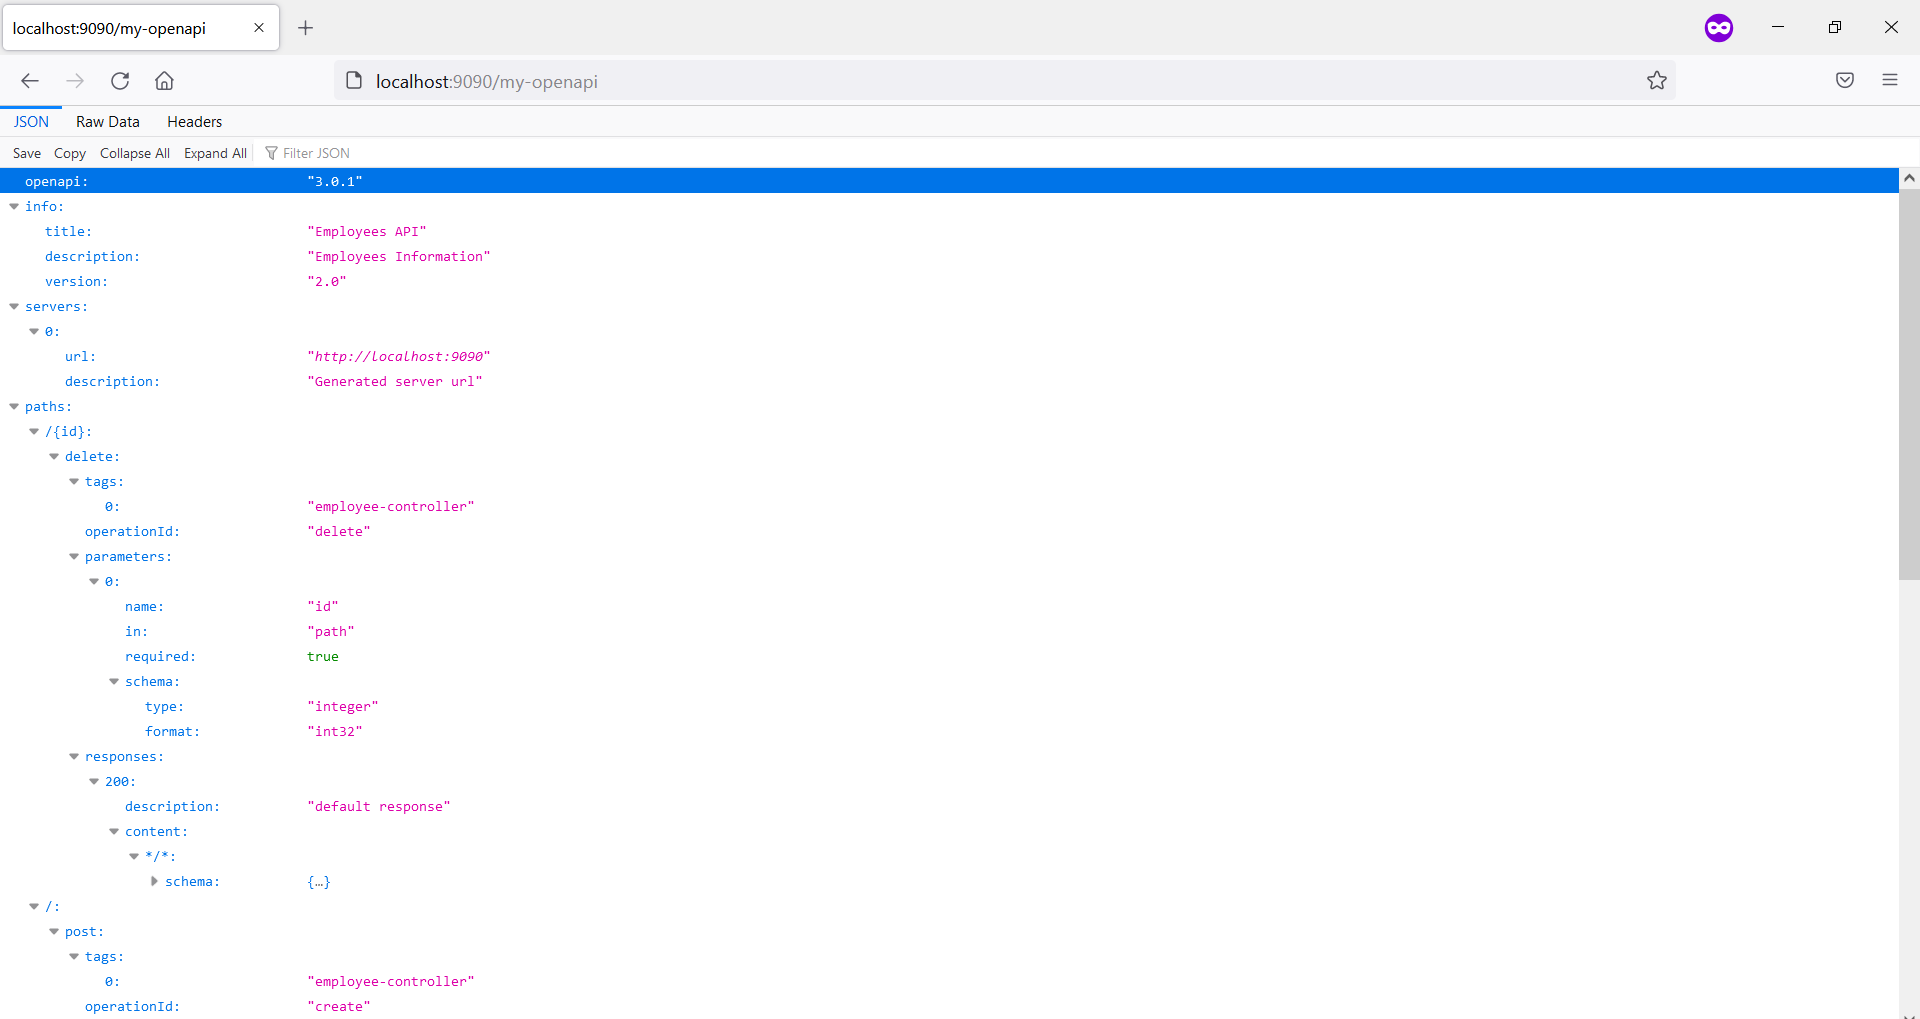 localhost:9090/my-openapi
localhost:9090/my-openapi
JSON Raw Data Headers
Save Copy Collapse All Expand All Filter JSON
openapi: "3.0.1"
info:
title: "Employees API"
description: "Employees Information"
version: "2.0"
servers:
0:
url: "http://localhost:9090"
description: "Generated server url"
paths:
/{id}:
delete:
tags:
0: "employee-controller"
operationId: "delete"
parameters:
0:
name: "id"
in: "path"
required: true
schema:
type: "integer"
format: "int32"
responses:
200:
description: "default response"
content:
*/*:
schema: {…}
/:
post:
tags:
0: "employee-controller"
operationId: "create"